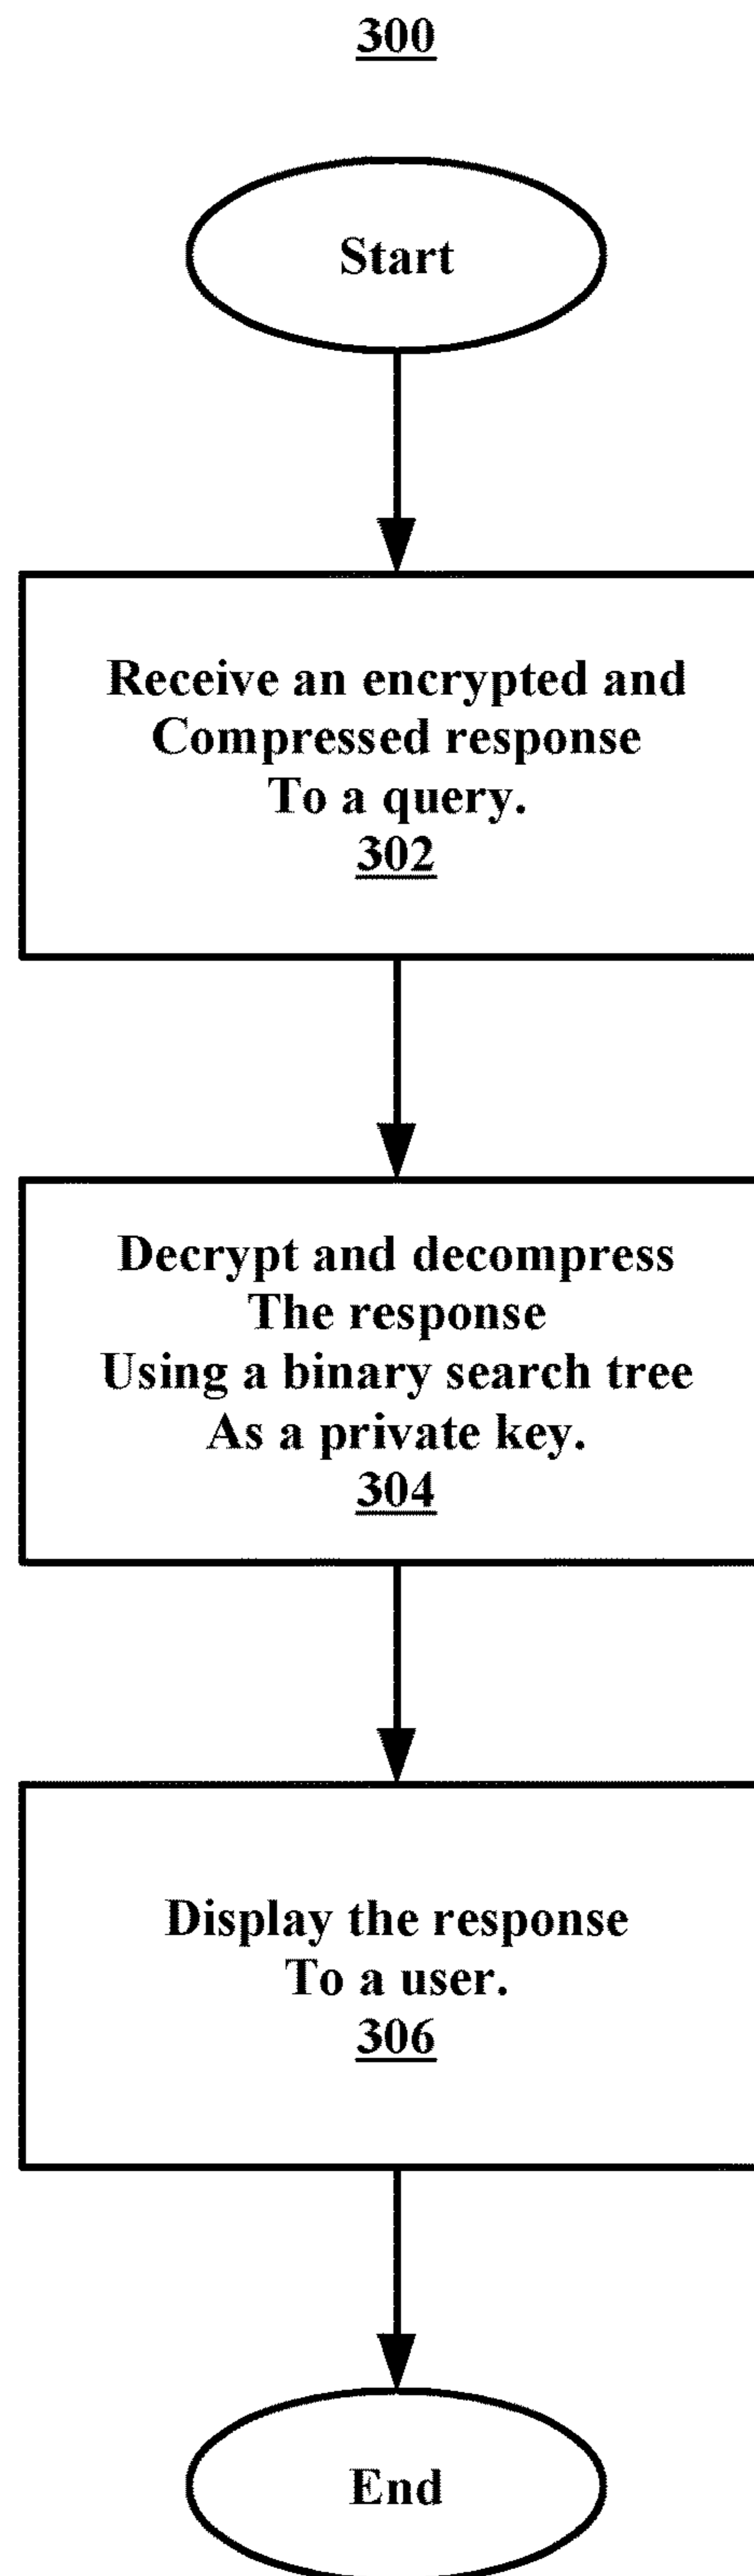 300
Start
Receive an encrypted and
Compressed response
To a query.
302
Decrypt and decompress
The response
Using a binary search tree
As a private key.
304
Display the response
To a user.
306
End